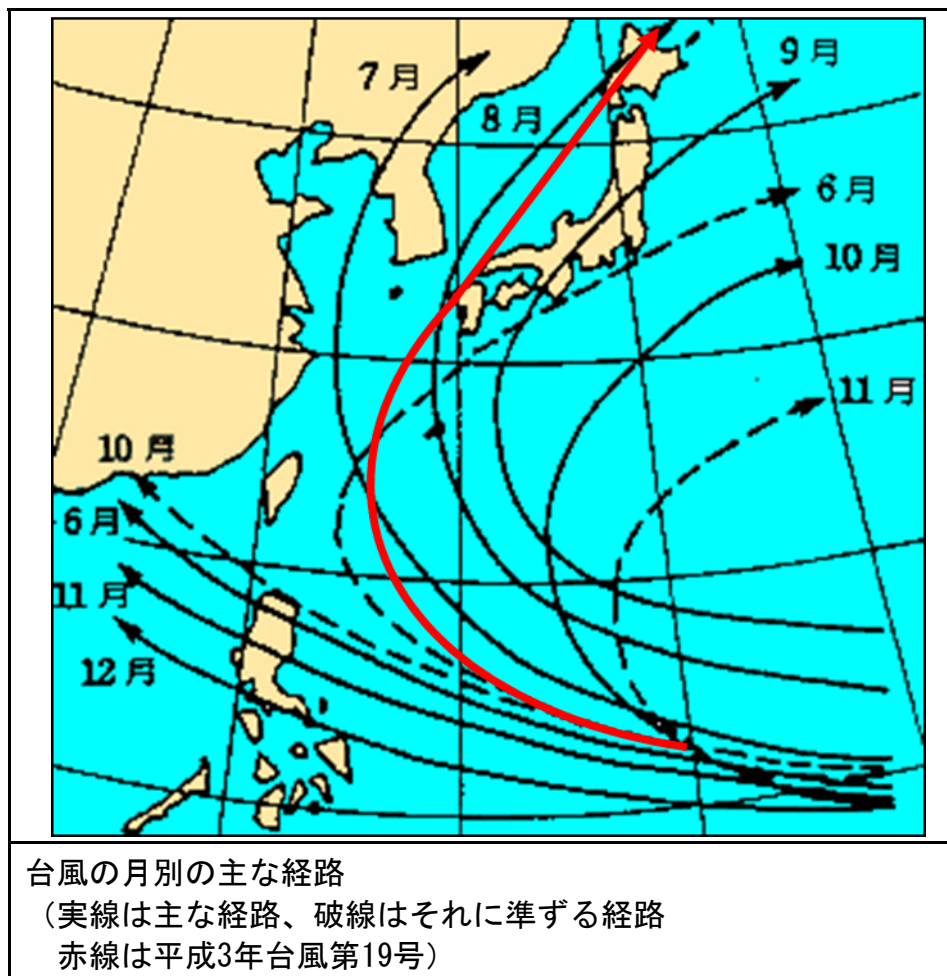 7月
9月
8月
6月
10月
11月
10月
6月
11月
12月
台風の月別の主な経路
（実線は主な経路、破線はそれに準ずる経路
赤線は平成3年台風第19号）